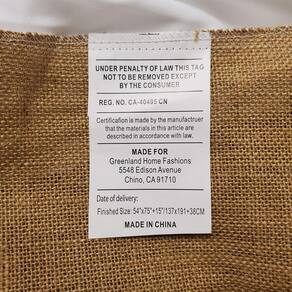 UNDER PENALTY OF LAW THIS TAG
NOT TO BE REMOVED EXCEPT
BY THE CONSUMER
REG. NO. CA-40495 CN
Certification is made by the manufactruer
that the materials in this article are
described in accordance with law.
MADE FOR
Greenland Home Fashions
5548 Edison Avenue
Chino, CA 91710
Date of delivery:
Finished Size: 54"x75"+15"/137x191+38CM
MADE IN CHINA